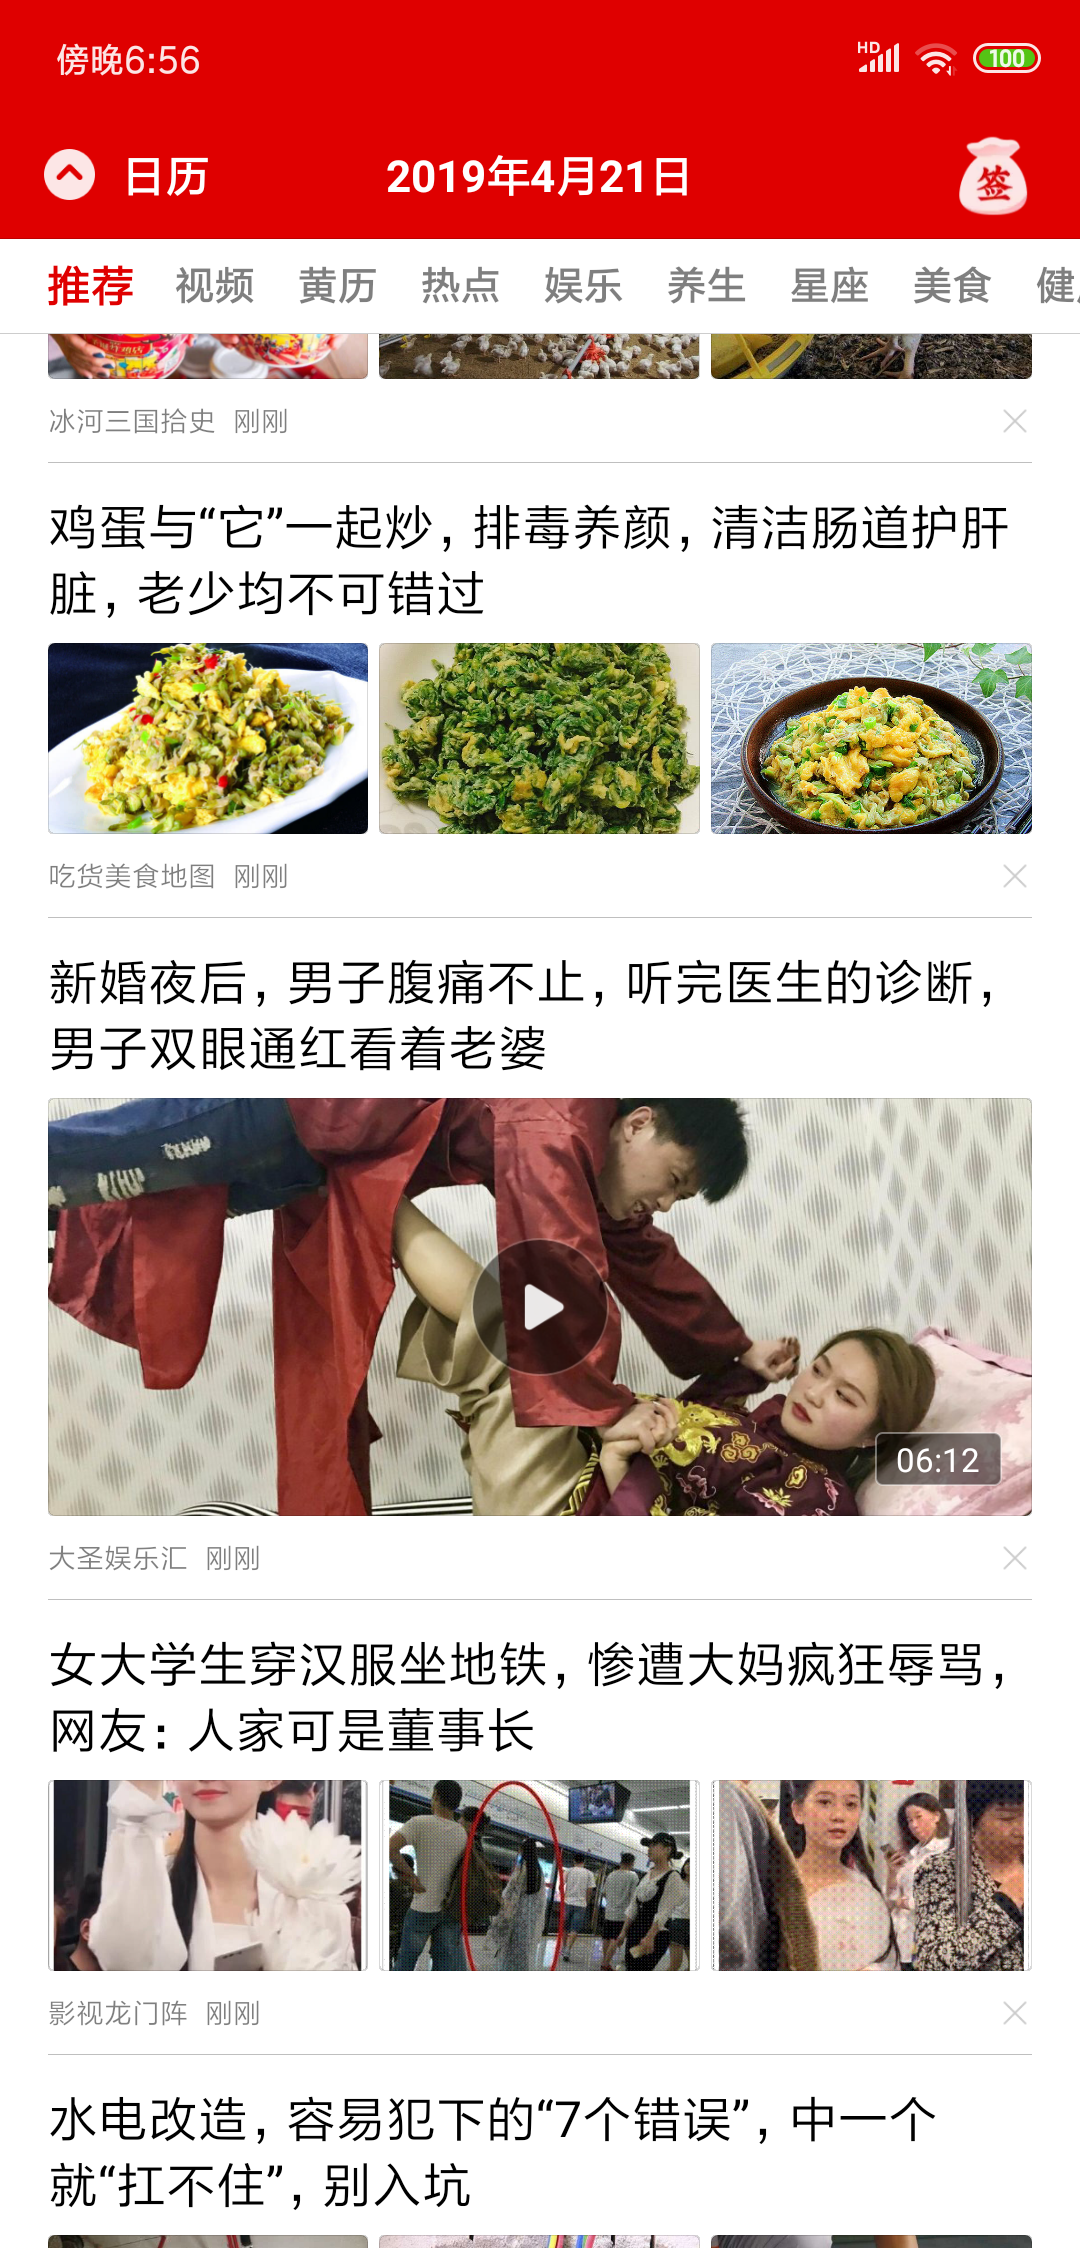 傍晚6:56
HD
100
日历
2019年4月21日
签
推荐 视频 黄历 热点 娱乐 养生 星座 美食 健
冰河三国拾史 刚刚
鸡蛋与“它”一起炒，排毒养颜，清洁肠道护肝
脏，老少均不可错过
吃货美食地图 刚刚
新婚夜后，男子腹痛不止，听完医生的诊断，
男子双眼通红看着老婆
06:12
大圣娱乐汇 刚刚
女大学生穿汉服坐地铁，惨遭大妈疯狂辱骂，
网友：人家可是董事长
影视龙门阵 刚刚
水电改造，容易犯下的“7个错误”，中一个
就“扛不住”，别入坑